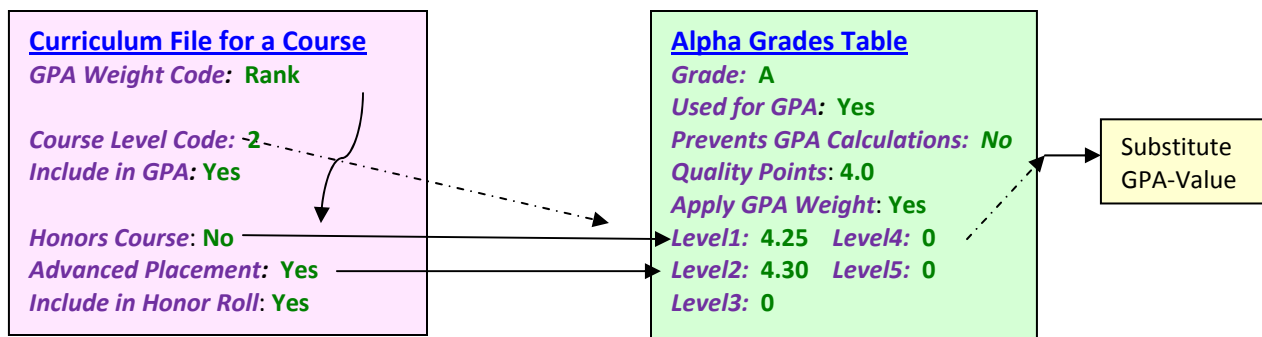 Curriculum File for a Course
GPA Weight Code: Rank
Course Level Code: 2
Include in GPA: Yes
Honors Course: No
Advanced Placement: Yes
Include in Honor Roll: Yes
Alpha Grades Table
Grade: A
Used for GPA: Yes
Prevents GPA Calculations: No
Quality Points: 4.0
Apply GPA Weight: Yes
Level1: 4.25 Level4: 0
Level2: 4.30 Level5: 0
Level3: 0
Substitute
GPA-Value